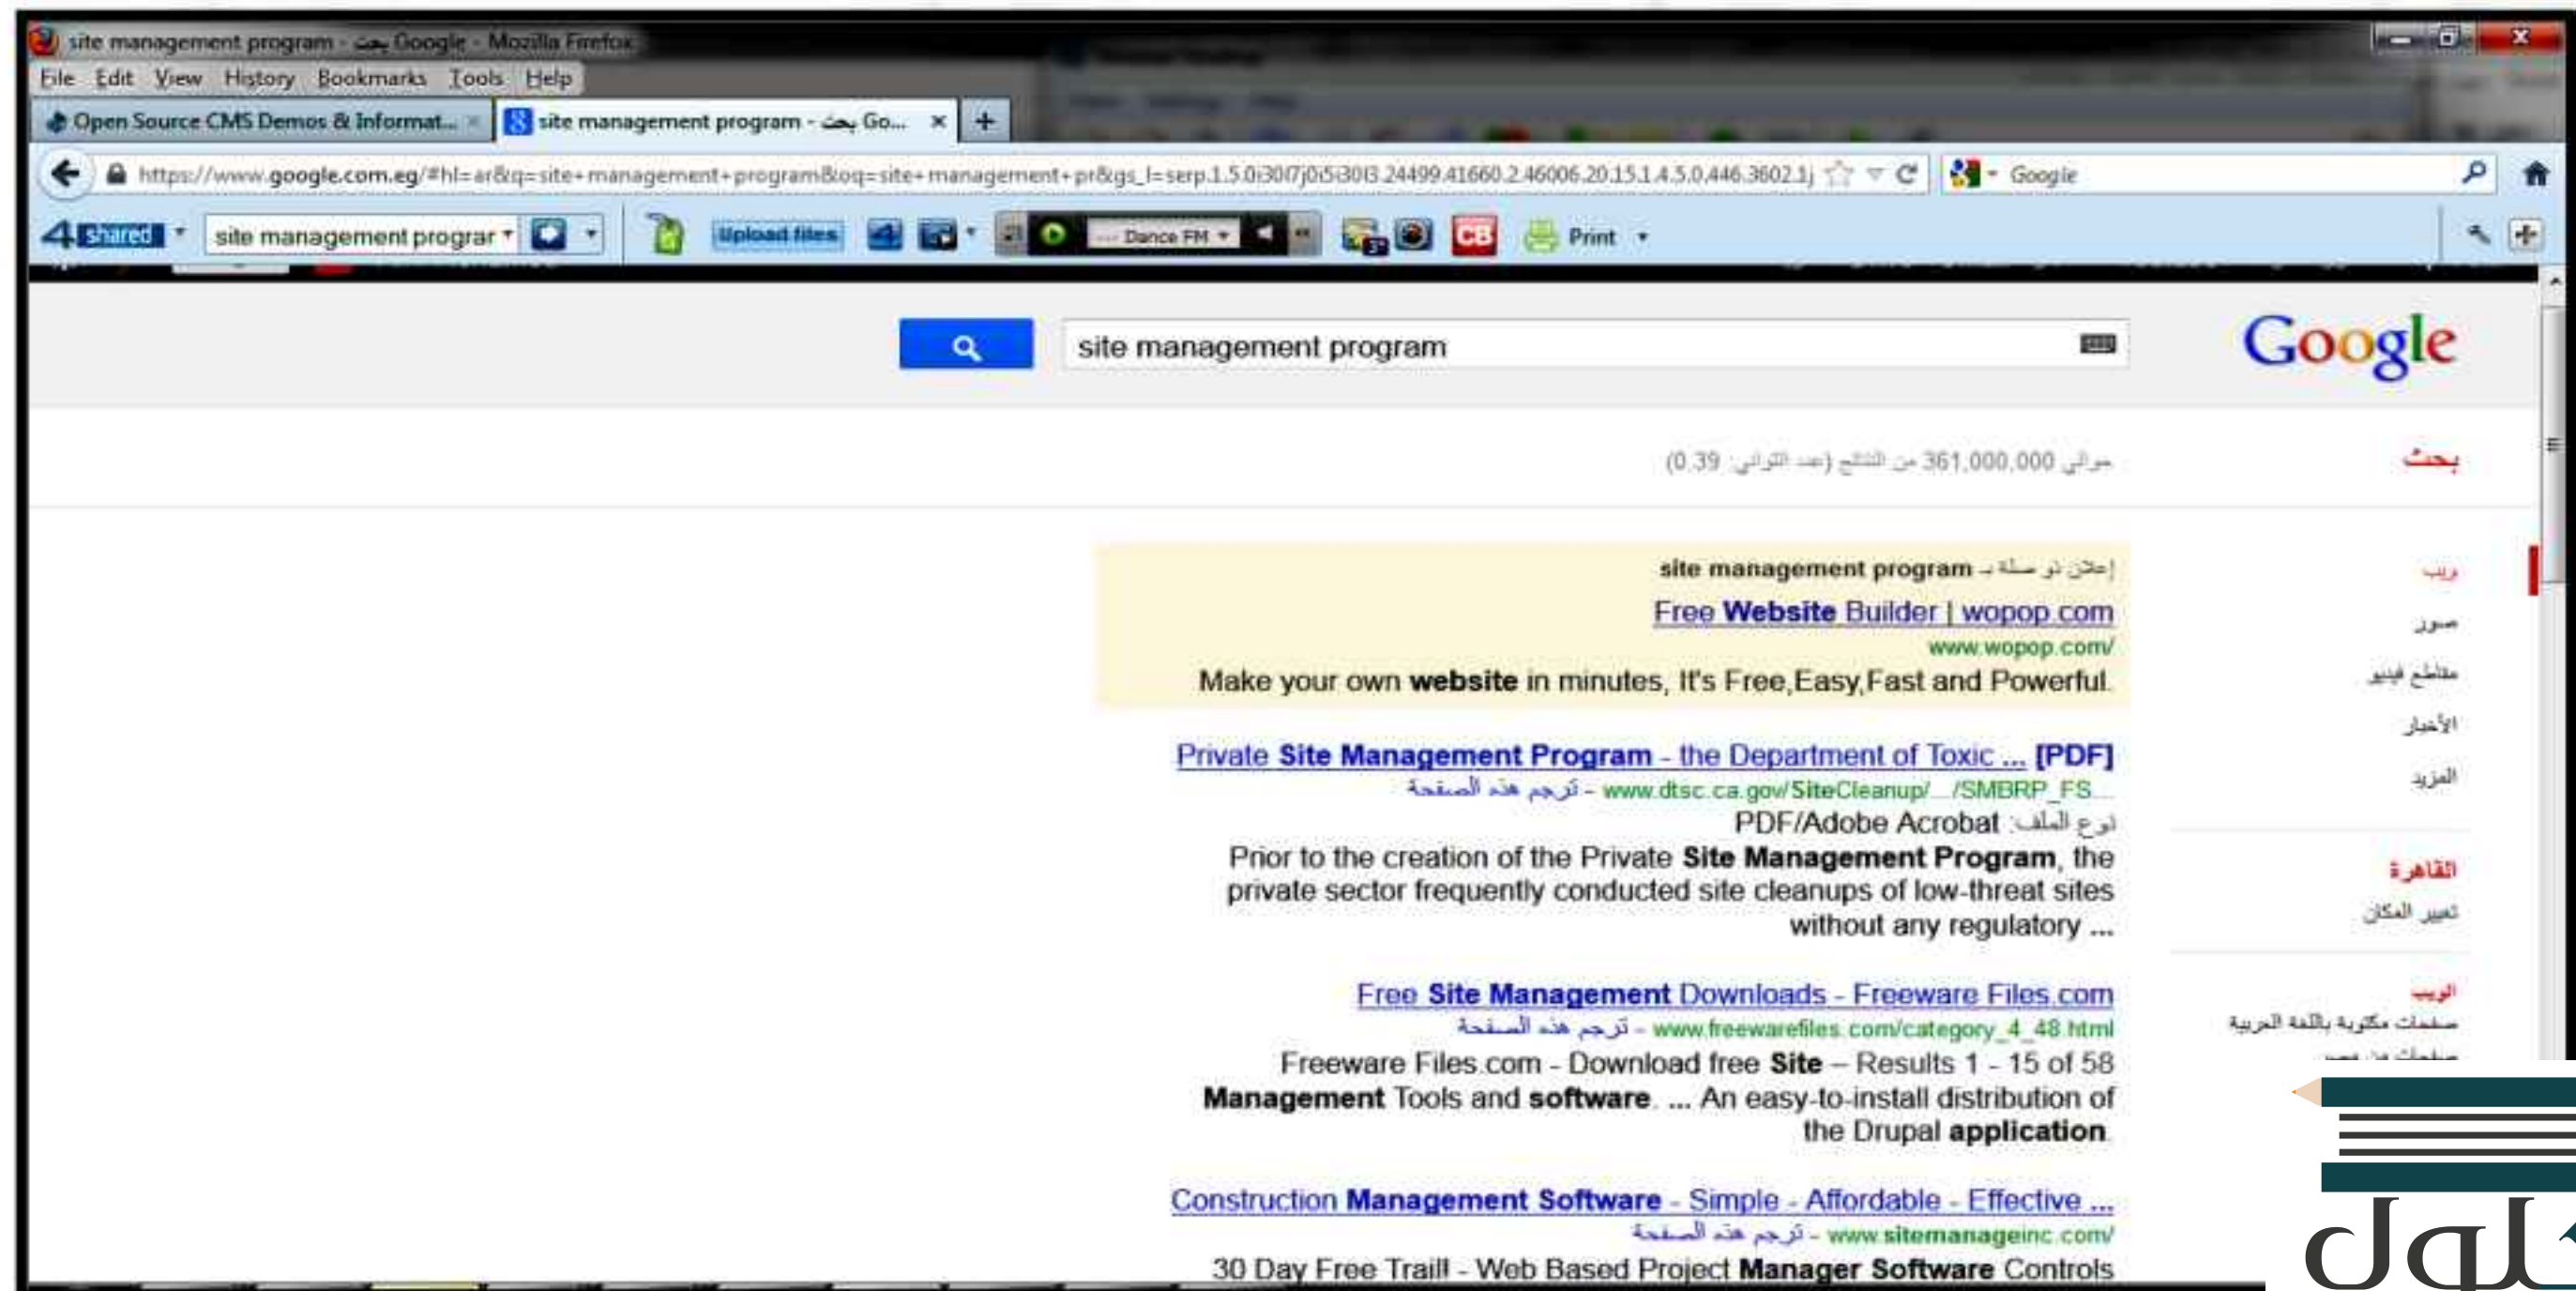 site management program - بحث Google - Mozilla Firefox
File Edit View History Bookmarks Tools Help
Open Source CMS Demos & Informat...
site management program - بحث Go...
https://www.google.com.eg/#hl=ar&q=site+management+program&oq=site+management+pr&gs_l=serp.1.5.0i30l7j0i5i30l3.24499.41660.2.46006.20.15.1.4.5.0.446.3602.1j
Google
4shared
site management prograr
Upload files
Dance FM
CB
Print
site management program
Google
بحث
حوالي 361,000,000 من النتائج (عدد الثواني: 0.39)
إعلان ذو صلة بـ site management program
Free Website Builder | wopop.com
www.wopop.com/
Make your own website in minutes, It's Free,Easy,Fast and Powerful.
Private Site Management Program - the Department of Toxic ... [PDF]
www.dtsc.ca.gov/SiteCleanup/.../SMBRP_FS... - ترجم هذه الصفحة
نوع الملف: PDF/Adobe Acrobat
Prior to the creation of the Private Site Management Program, the
private sector frequently conducted site cleanups of low-threat sites
without any regulatory ...
Free Site Management Downloads - Freeware Files.com
www.freewarefiles.com/category_4_48.html - ترجم هذه الصفحة
Freeware Files.com - Download free Site – Results 1 - 15 of 58
Management Tools and software. ... An easy-to-install distribution of
the Drupal application.
Construction Management Software - Simple - Affordable - Effective ...
www.sitemanageinc.com/ - ترجم هذه الصفحة
30 Day Free Traill - Web Based Project Manager Software Controls
ويب
صور
مقاطع فيديو
الأخبار
المزيد
القاهرة
تغيير المكان
الويب
صفحات مكتوبة باللغة العربية
صفحات من مصر